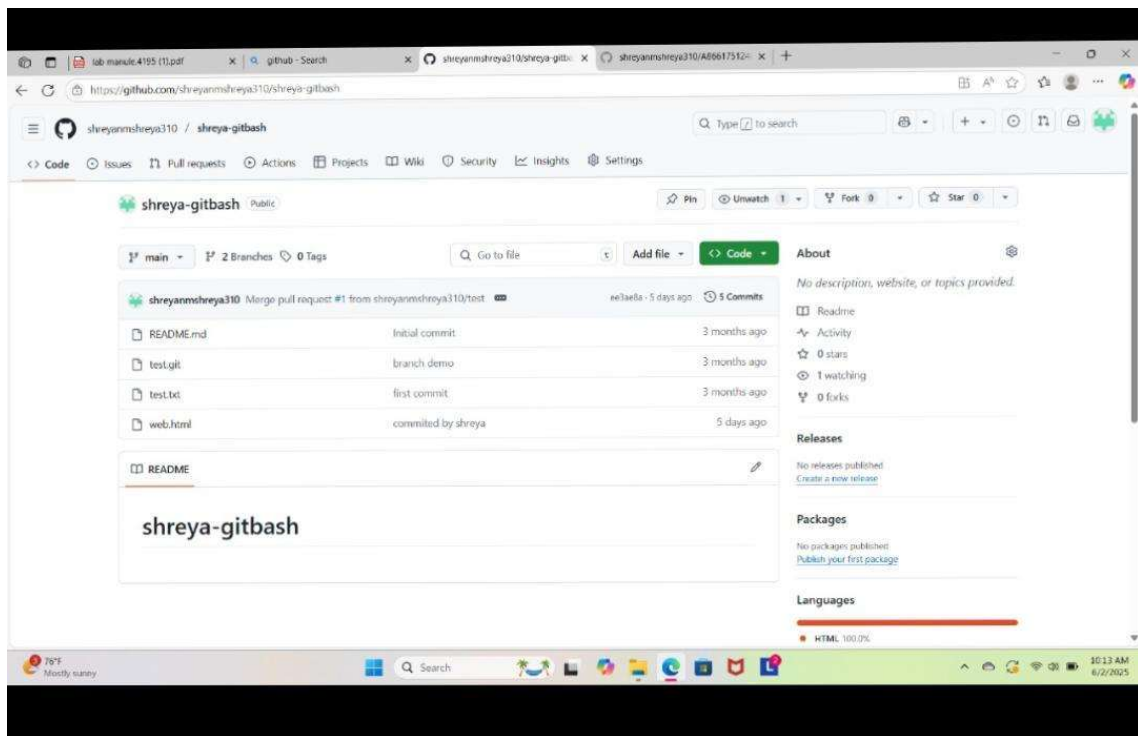 lab manule.4195 (1).pdf
github - Search
shreyanmshreya310/shreya-gitba
https://github.com/shreyanmshreya310/shreya-gitbash
shreyanmshreya310 / shreya-gitbash
Type / to search
<> Code Issues Pull requests Actions Projects Wiki Security Insights Settings
shreya-gitbash Public
Pin Unwatch 1 Fork 0 Star 0
main 2 Branches 0 Tags
Go to file t
Add file
<> Code
About
No description, website, or topics provided.
shreyanmshreya310 Merge pull request #1 from shreyanmshreya310/test
5 days ago
5 Commits
README.md Initial commit 3 months ago
test.git branch demo 3 months ago
test.txt first commit 3 months ago
web.html commited by shreya 5 days ago
Readme
Activity
0 stars
1 watching
0 forks
README
shreya-gitbash
Releases
No releases published
Create a new release
Packages
No packages published
Publish your first package
Languages
HTML 100.0%
76°F
Mostly sunny
Search
10:13 AM
6/2/2025